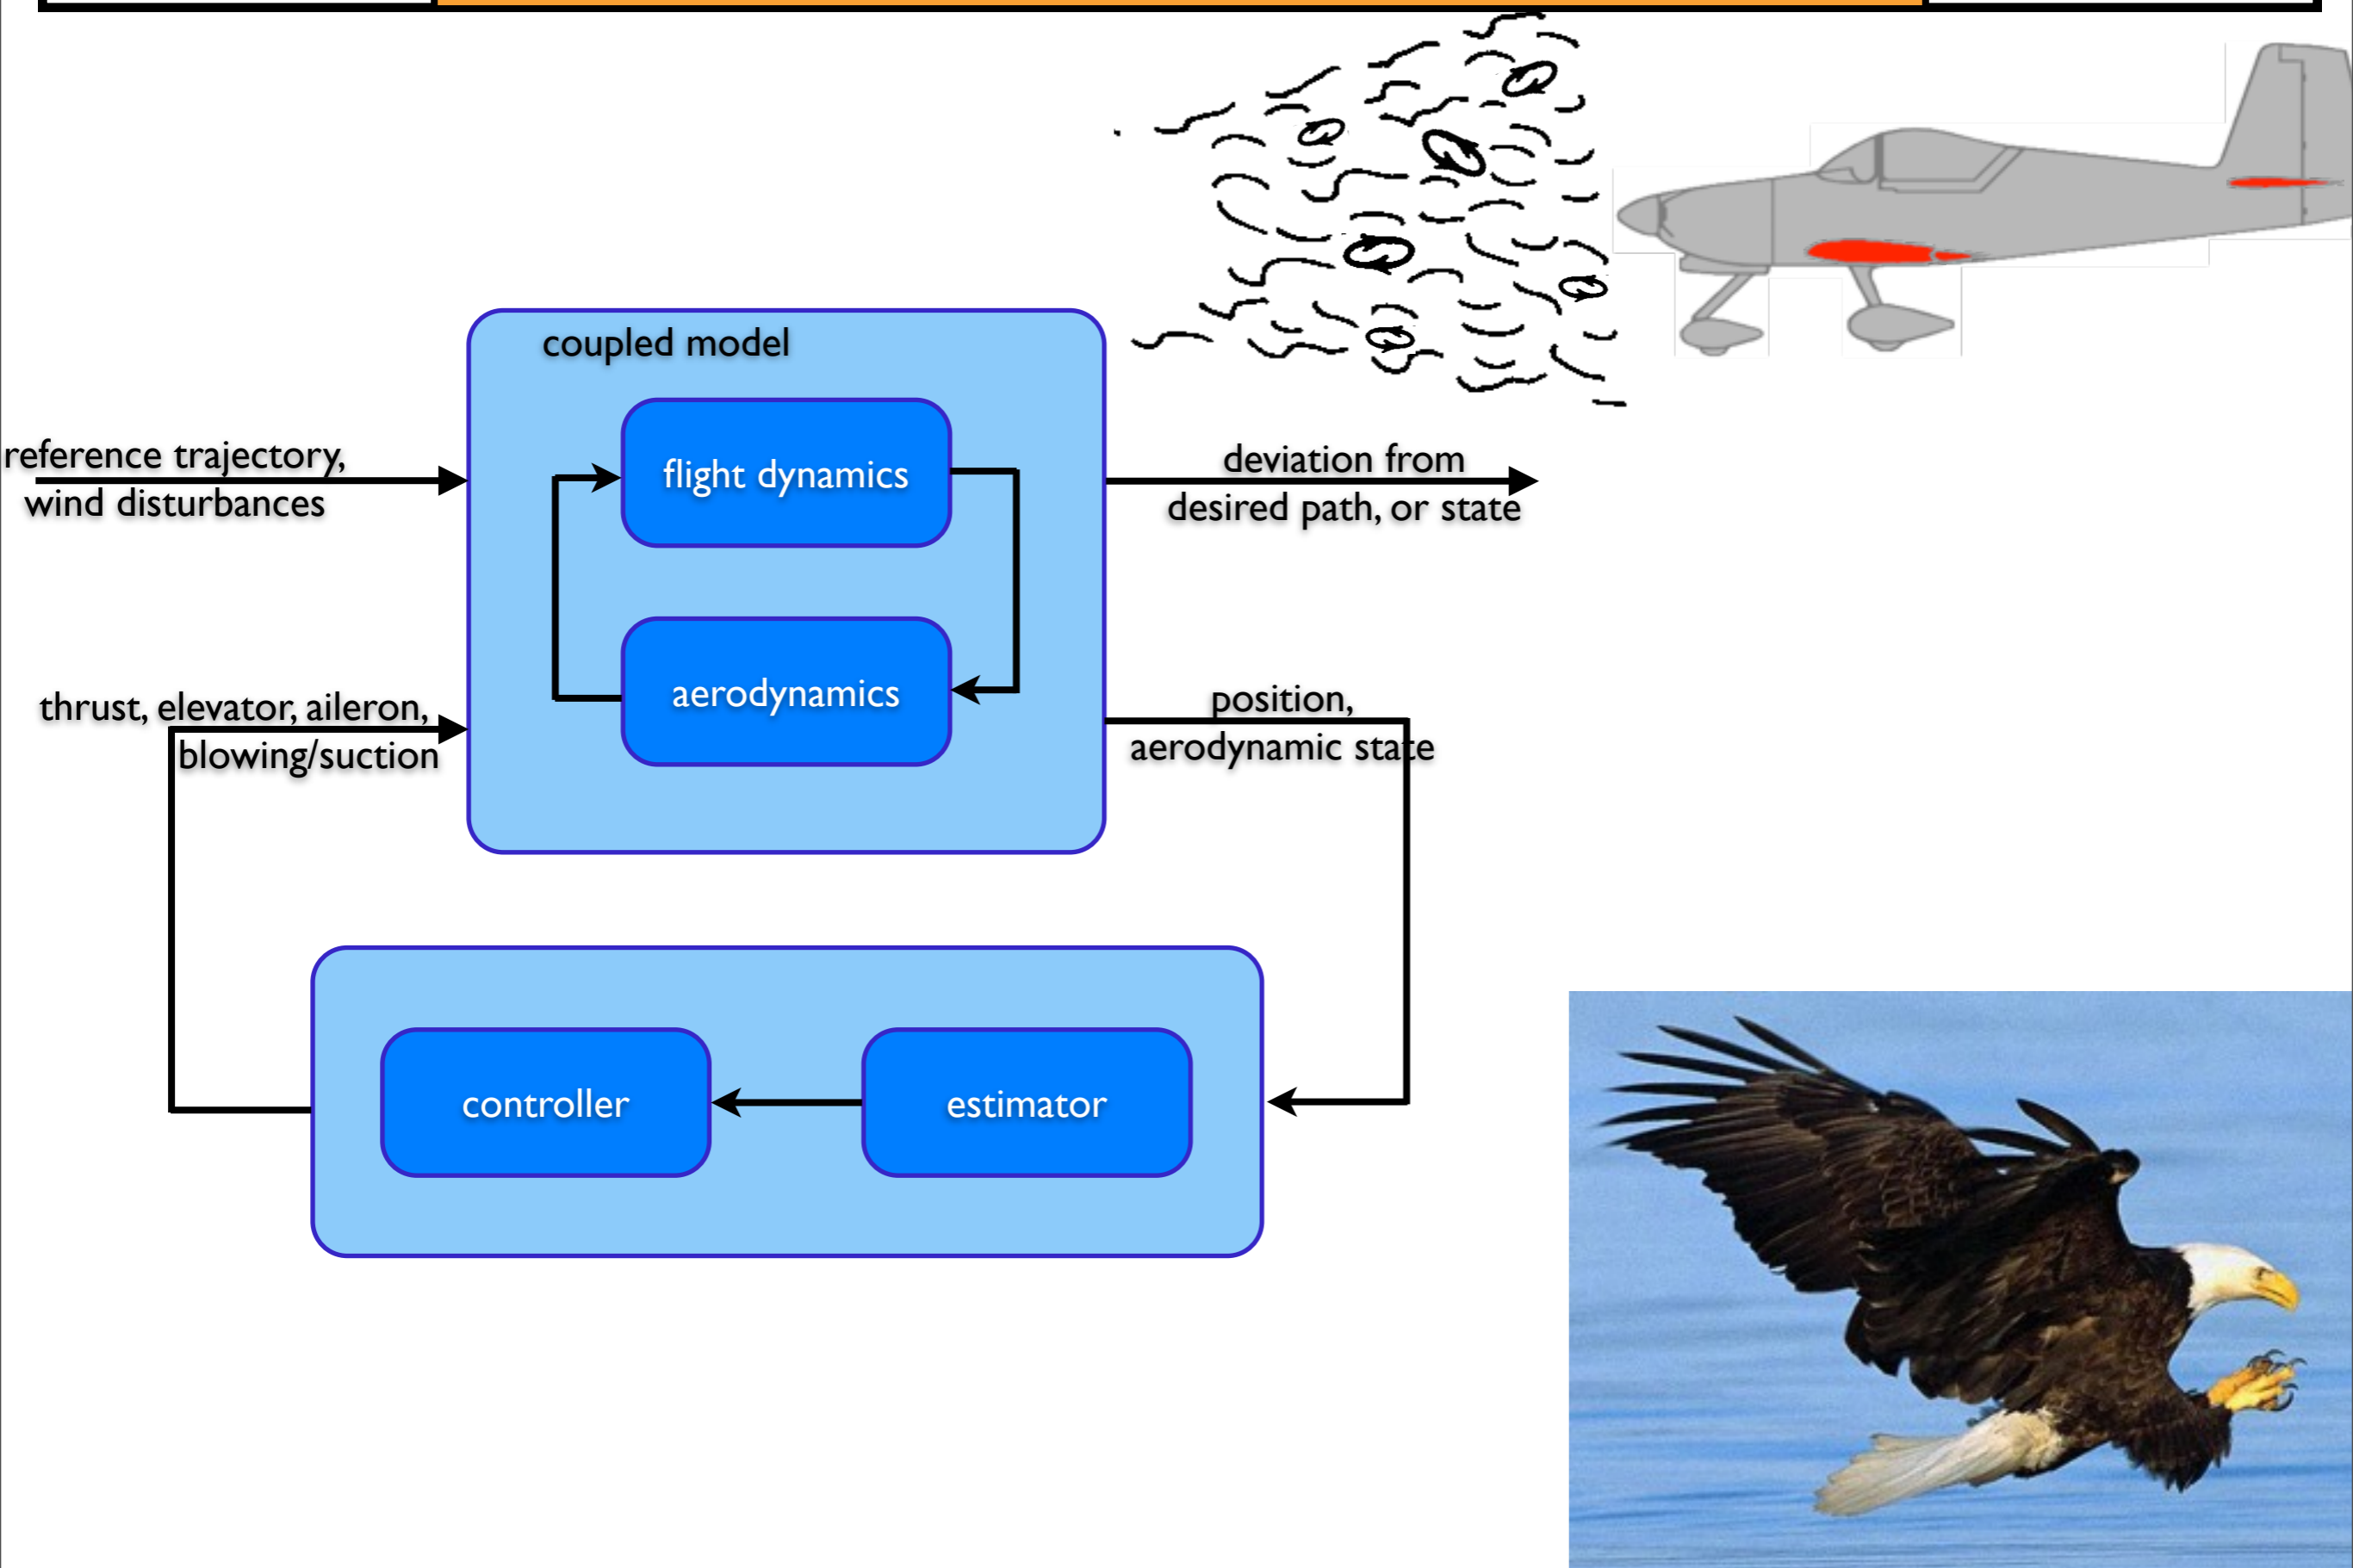 coupled model
reference trajectory,
wind disturbances
flight dynamics
deviation from
desired path, or state
aerodynamics
thrust, elevator, aileron,
blowing/suction
position,
aerodynamic state
controller
estimator